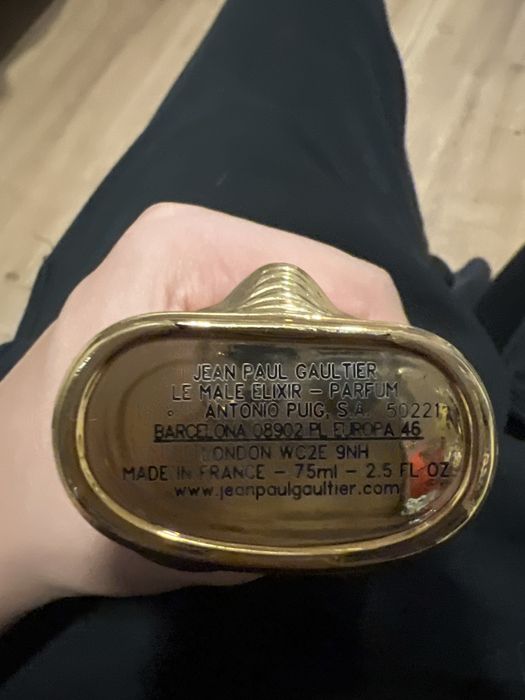 JEAN PAUL GAULTIER
LE MALE ELIXIR – PARFUM
ANTONIO PUIG, S.A. 50221
BARCELONA 08902 PL EUROPA 46
LONDON WC2E 9NH
MADE IN FRANCE – 75ml – 2.5 FL OZ
www.jeanpaulgaultier.com